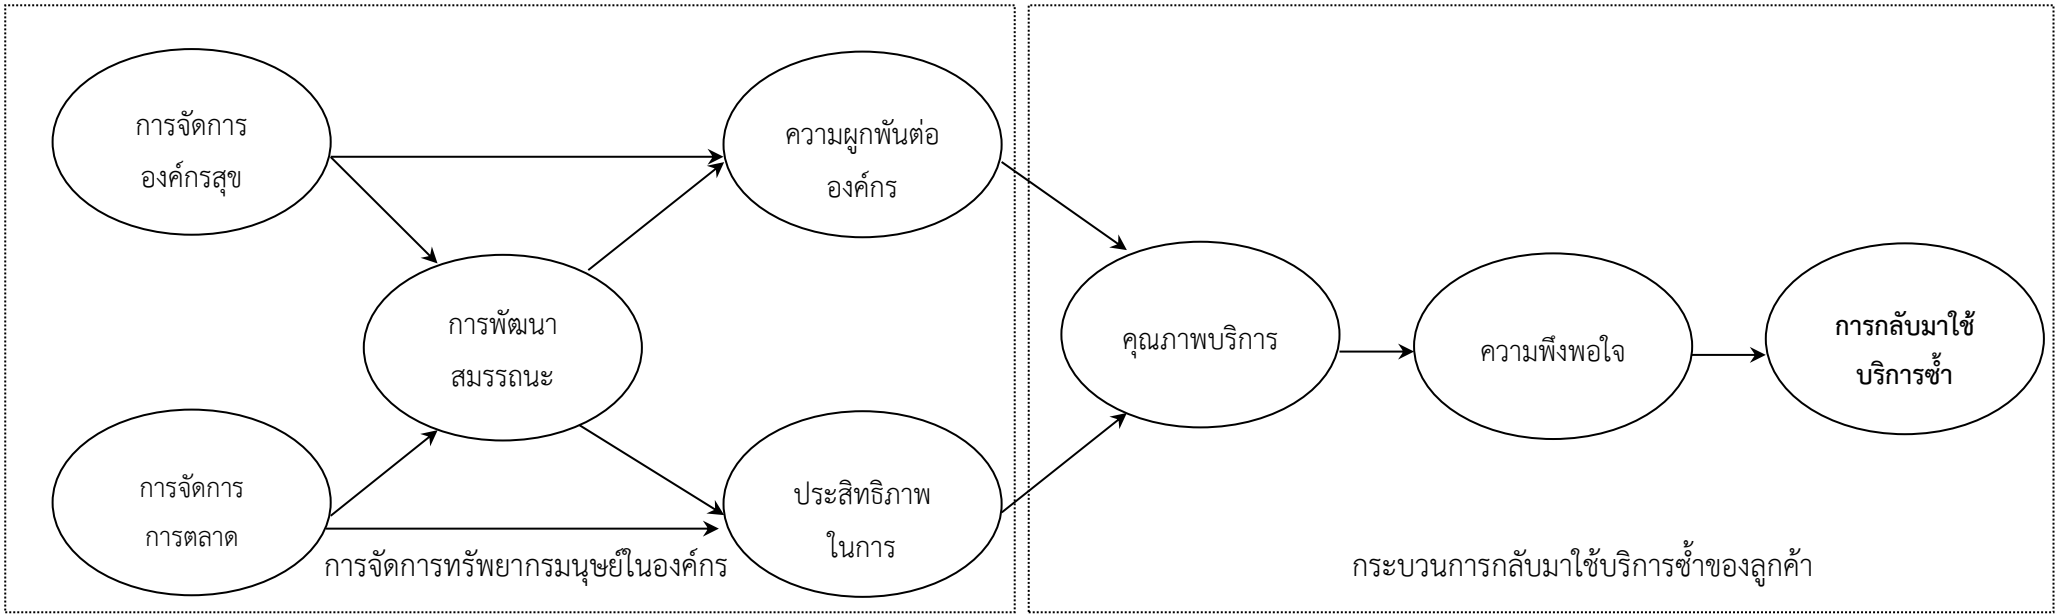 การจัดการ
องค์กรสุข
ความผูกพันต่อ
องค์กร
การพัฒนา
สมรรถนะ
การจัดการ
การตลาด
ประสิทธิภาพ
ในการ
การจัดการทรัพยากรมนุษย์ในองค์กร
คุณภาพบริการ
ความพึงพอใจ
การกลับมาใช้
บริการซ้ำ
กระบวนการกลับมาใช้บริการซ้ำของลูกค้า